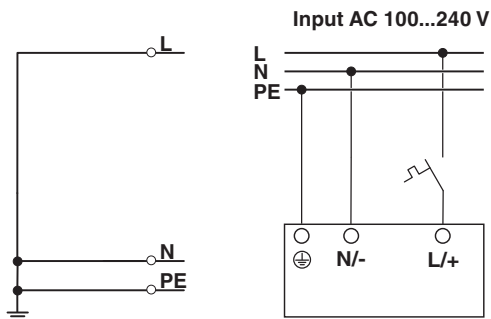 Input AC 100...240 V
L
N
PE
L
N
PE
N/-
L/+